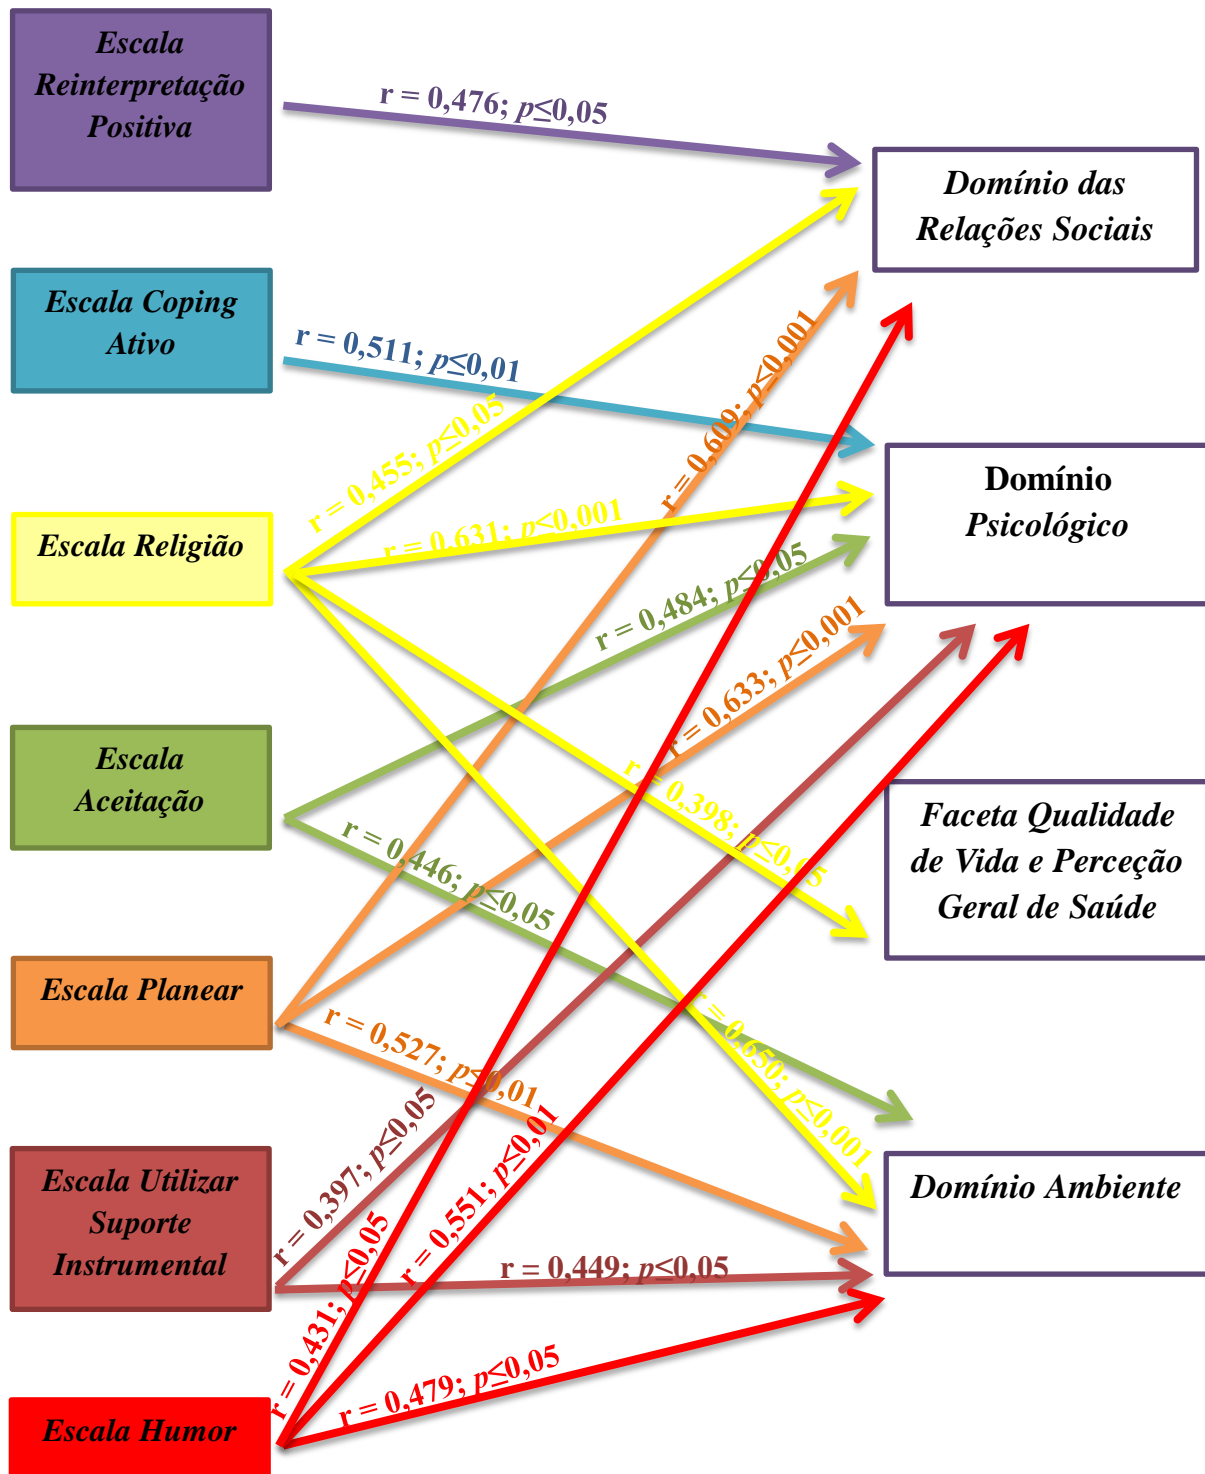 Escala
Reinterpretação
Positiva
r = 0,476; p≤0,05
Domínio das
Relações Sociais
Escala Coping
Ativo
r = 0,511; p≤0,01
r = 0,609; p≤0,001
r = 0,455; p≤0,05
Domínio
Psicológico
Escala Religião
r = 0,631; p≤0,001
r = 0,484; p≤0,05
r = 0,633; p≤0,001
Escala
Aceitação
r = 0,398; p≤0,05
Faceta Qualidade
de Vida e Perceção
Geral de Saúde
r = 0,446; p≤0,05
Escala Planear
r = 0,527; p≤0,01
r = 0,650; p≤0,001
Escala Utilizar
Suporte
Instrumental
r = 0,397; p≤0,05
r = 0,551; p≤0,01
Domínio Ambiente
r = 0,449; p≤0,05
r = 0,431; p≤0,05
r = 0,479; p≤0,05
Escala Humor